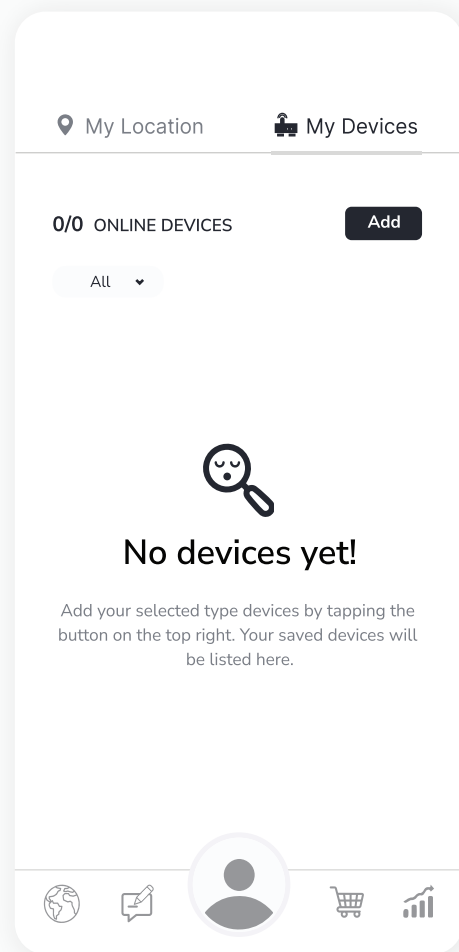 My Location
My Devices
0/0 ONLINE DEVICES
Add
All
No devices yet!
Add your selected type devices by tapping the
button on the top right. Your saved devices will
be listed here.